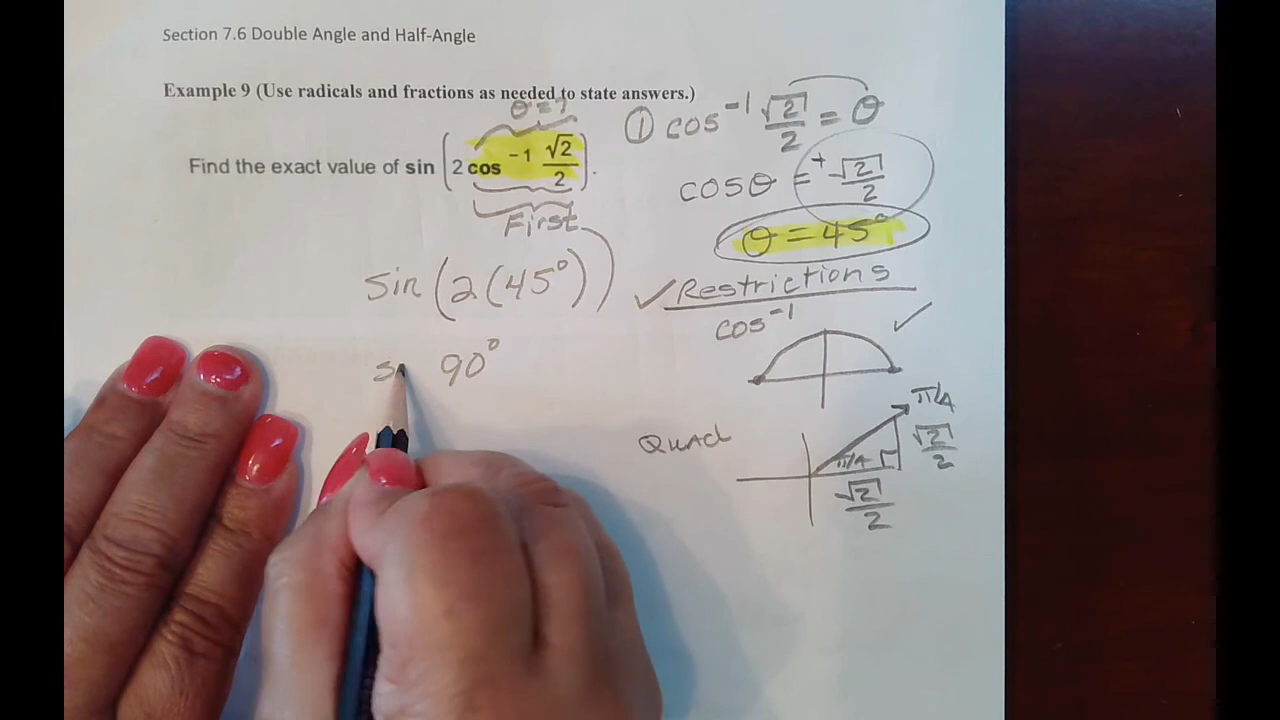 Section 7.6 Double Angle and Half-Angle
Example 9 (Use radicals and fractions as needed to state answers.)
θ = ?
Find the exact value of sin [2 cos⁻¹ √2/2].
First
sin(2(45°))
s 90°
① cos⁻¹ √2/2 = θ
cosθ = +√2/2
θ = 45°
✓ Restrictions
cos⁻¹
✓
π/4
Quad
π/4
√2/2
√2/2